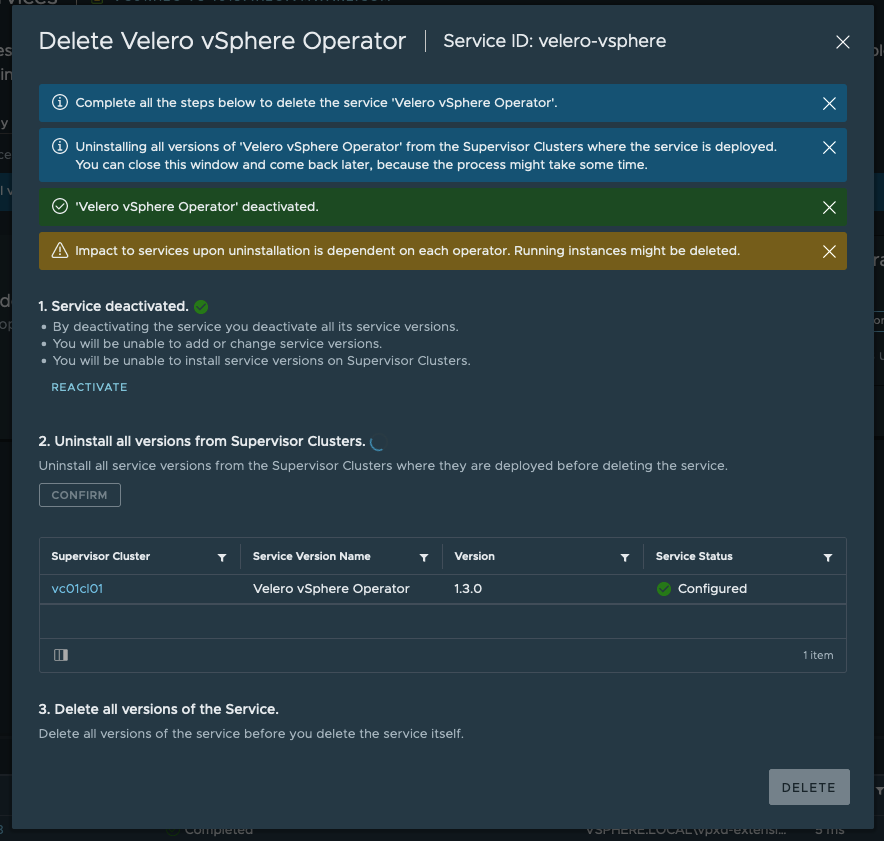 Delete Velero vSphere Operator | Service ID: velero-vsphere
Complete all the steps below to delete the service 'Velero vSphere Operator'.
Uninstalling all versions of 'Velero vSphere Operator' from the Supervisor Clusters where the service is deployed.
You can close this window and come back later, because the process might take some time.
'Velero vSphere Operator' deactivated.
Impact to services upon uninstallation is dependent on each operator. Running instances might be deleted.
1. Service deactivated.
• By deactivating the service you deactivate all its service versions.
• You will be unable to add or change service versions.
• You will be unable to install service versions on Supervisor Clusters.
REACTIVATE
2. Uninstall all versions from Supervisor Clusters.
Uninstall all service versions from the Supervisor Clusters where they are deployed before deleting the service.
CONFIRM
Supervisor Cluster Service Version Name Version Service Status
vc01cl01 Velero vSphere Operator 1.3.0 Configured
1 item
3. Delete all versions of the Service.
Delete all versions of the service before you delete the service itself.
DELETE
Completed VSPHERE.LOCAL\vpxd-extensi... 5 ms